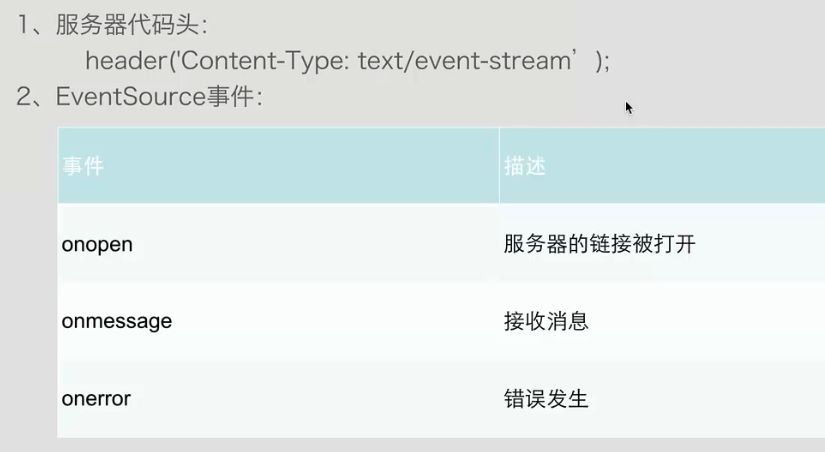 1、服务器代码头：
header('Content-Type: text/event-stream’);
2、EventSource事件：
事件 描述
onopen 服务器的链接被打开
onmessage 接收消息
onerror 错误发生